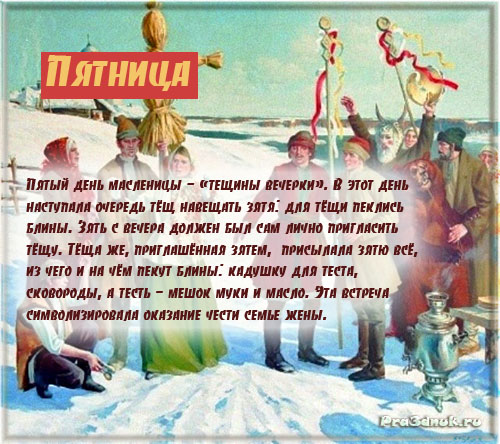 Пятница
Пятый день масленицы – «тещины вечерки». В этот день
наступала очередь тёщ навещать зятя: для тёщи пеклись
блины. Зять с вечера должен был сам лично пригласить
тёщу. Тёща же, приглашённая зятем, присылала зятю всё,
из чего и на чём пекут блины: кадушку для теста,
сковороды, а тесть – мешок муки и масло. Эта встреча
символизировала оказание чести семье жены.
Pra3dnuk.ru